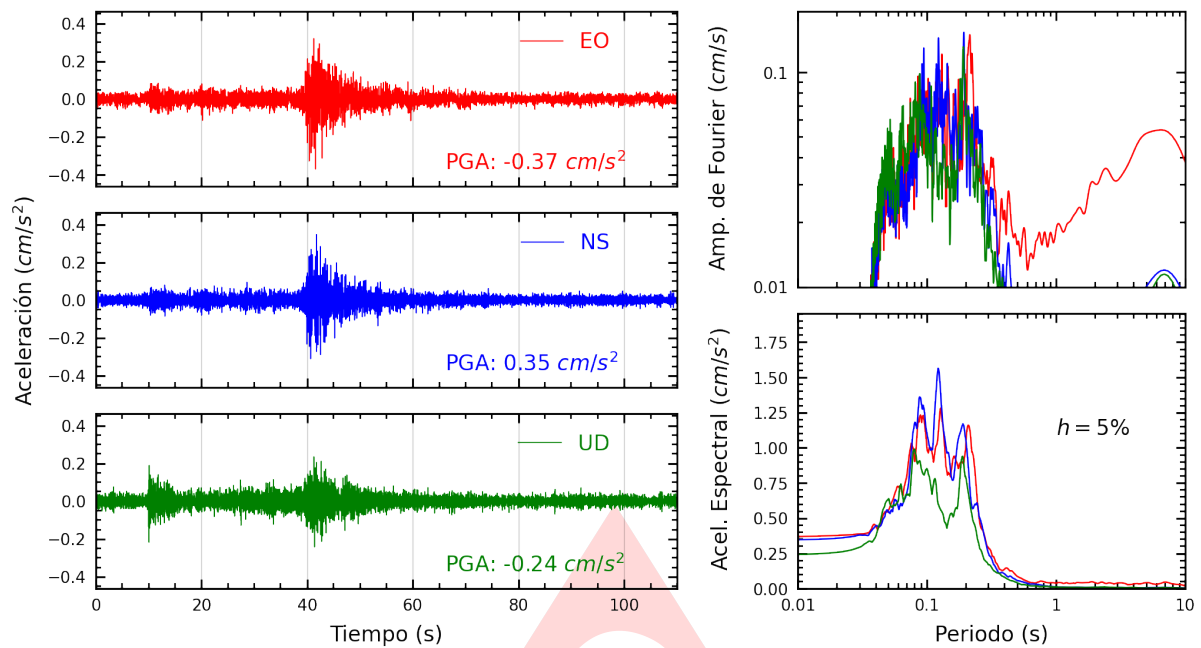 Aceleración (cm/s²)
0.4
0.2
0.0
−0.2
−0.4
EO
PGA: -0.37 cm/s²
0.4
0.2
0.0
−0.2
−0.4
NS
PGA: 0.35 cm/s²
0.4
0.2
0.0
−0.2
−0.4
UD
PGA: -0.24 cm/s²
0 20 40 60 80 100
Tiempo (s)
Amp. de Fourier (cm/s)
0.1
0.01
Acel. Espectral (cm/s²)
1.75
1.50
1.25
1.00
0.75
0.50
0.25
0.00
h = 5%
0.01 0.1 1 10
Periodo (s)